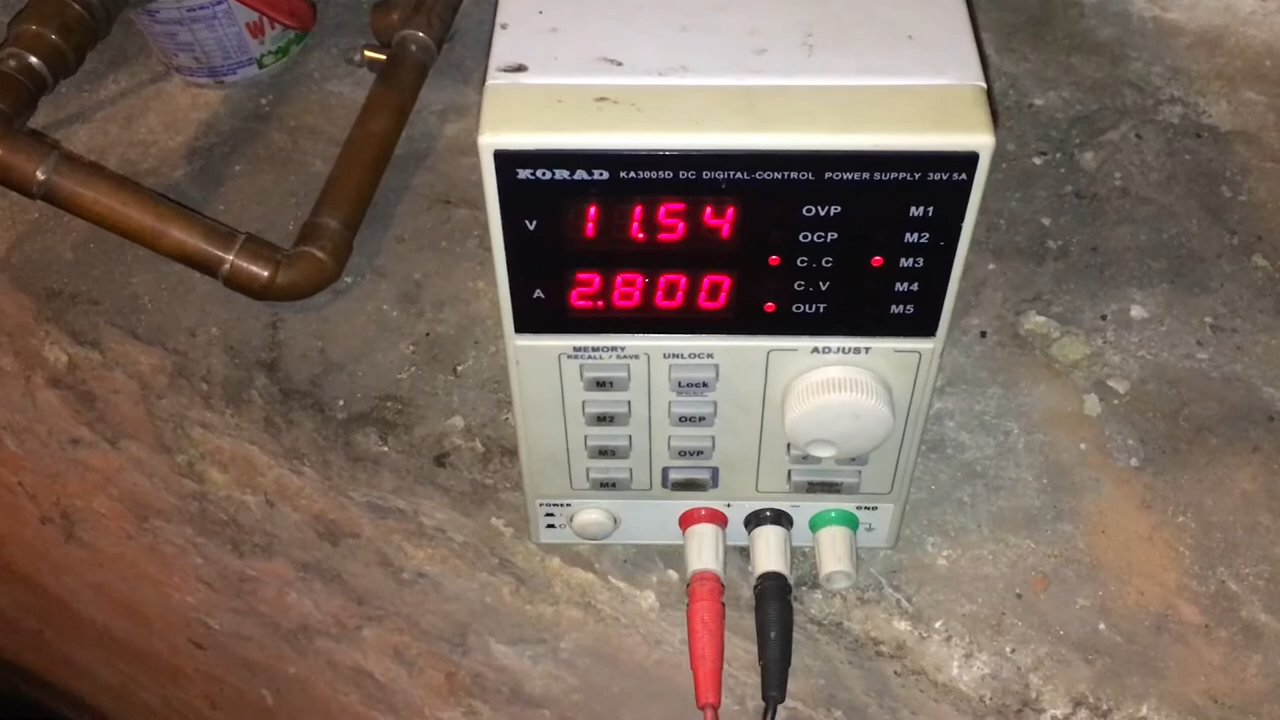 KORAD KA3005D DC DIGITAL-CONTROL POWER SUPPLY 30V 5A
V 11.54
A 2.800
OVP M1
OCP M2
C.C M3
C.V M4
OUT M5
MEMORY
RECALL / SAVE
M1
M2
M3
M4
UNLOCK
Lock
OCP
OVP
ADJUST
POWER
+
−
GND